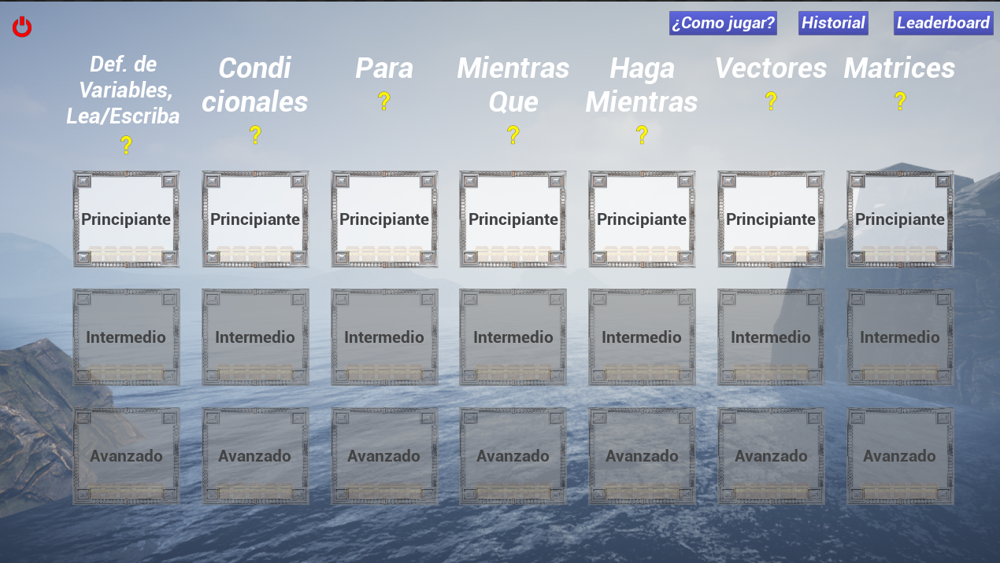 ¿Como jugar? Historial Leaderboard
Def. de
Variables,
Lea/Escriba
?
Condi
cionales
?
Para
?
Mientras
Que
?
Haga
Mientras
?
Vectores
?
Matrices
?
Principiante Principiante Principiante Principiante Principiante Principiante Principiante
Intermedio Intermedio Intermedio Intermedio Intermedio Intermedio Intermedio
Avanzado Avanzado Avanzado Avanzado Avanzado Avanzado Avanzado